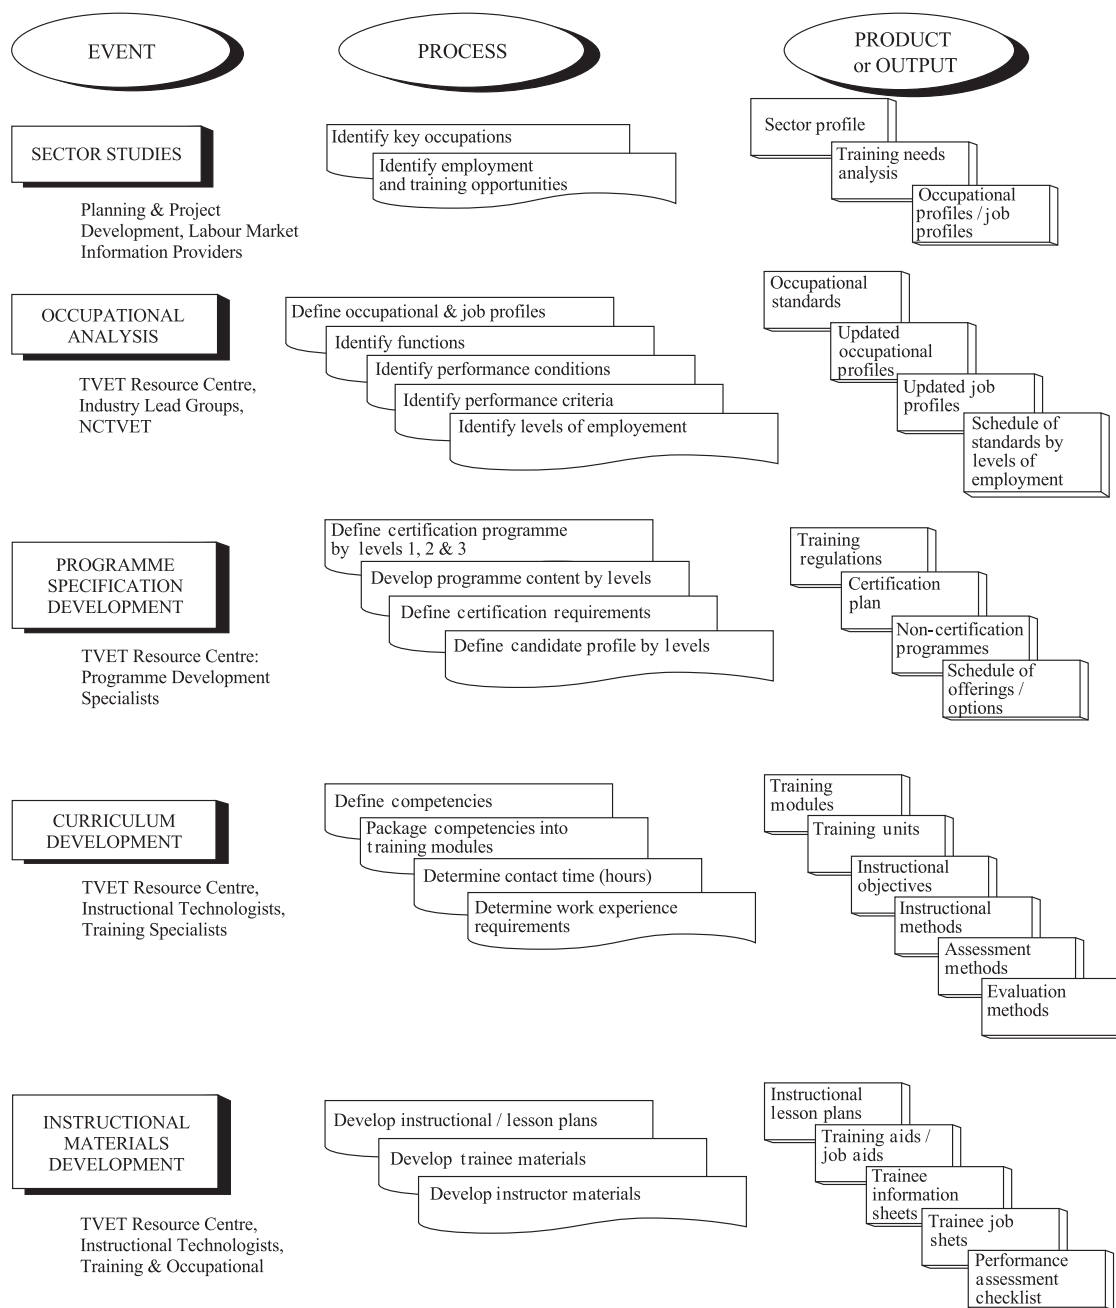 EVENT
PROCESS
PRODUCT
or OUTPUT
SECTOR STUDIES
Planning & Project
Development, Labour Market
Information Providers
Identify key occupations
Identify employment
and training opportunities
Sector profile
Training needs
analysis
Occupational
profiles / job
profiles
OCCUPATIONAL
ANALYSIS
TVET Resource Centre,
Industry Lead Groups,
NCTVET
Define occupational & job profiles
Identify functions
Identify performance conditions
Identify performance criteria
Identify levels of employement
Occupational
standards
Updated
occupational
profiles
Updated job
profiles
Schedule of
standards by
levels of
employment
PROGRAMME
SPECIFICATION
DEVELOPMENT
TVET Resource Centre:
Programme Development
Specialists
Define certification programme
by levels 1, 2 & 3
Develop programme content by levels
Define certification requirements
Define candidate profile by levels
Training
regulations
Certification
plan
Non-certification
programmes
Schedule of
offerings /
options
CURRICULUM
DEVELOPMENT
TVET Resource Centre,
Instructional Technologists,
Training Specialists
Define competencies
Package competencies into
training modules
Determine contact time (hours)
Determine work experience
requirements
Training
modules
Training units
Instructional
objectives
Instructional
methods
Assessment
methods
Evaluation
methods
INSTRUCTIONAL
MATERIALS
DEVELOPMENT
TVET Resource Centre,
Instructional Technologists,
Training & Occupational
Develop instructional / lesson plans
Develop trainee materials
Develop instructor materials
Instructional
lesson plans
Training aids /
job aids
Trainee
information
sheets
Trainee job
shets
Performance
assessment
checklist